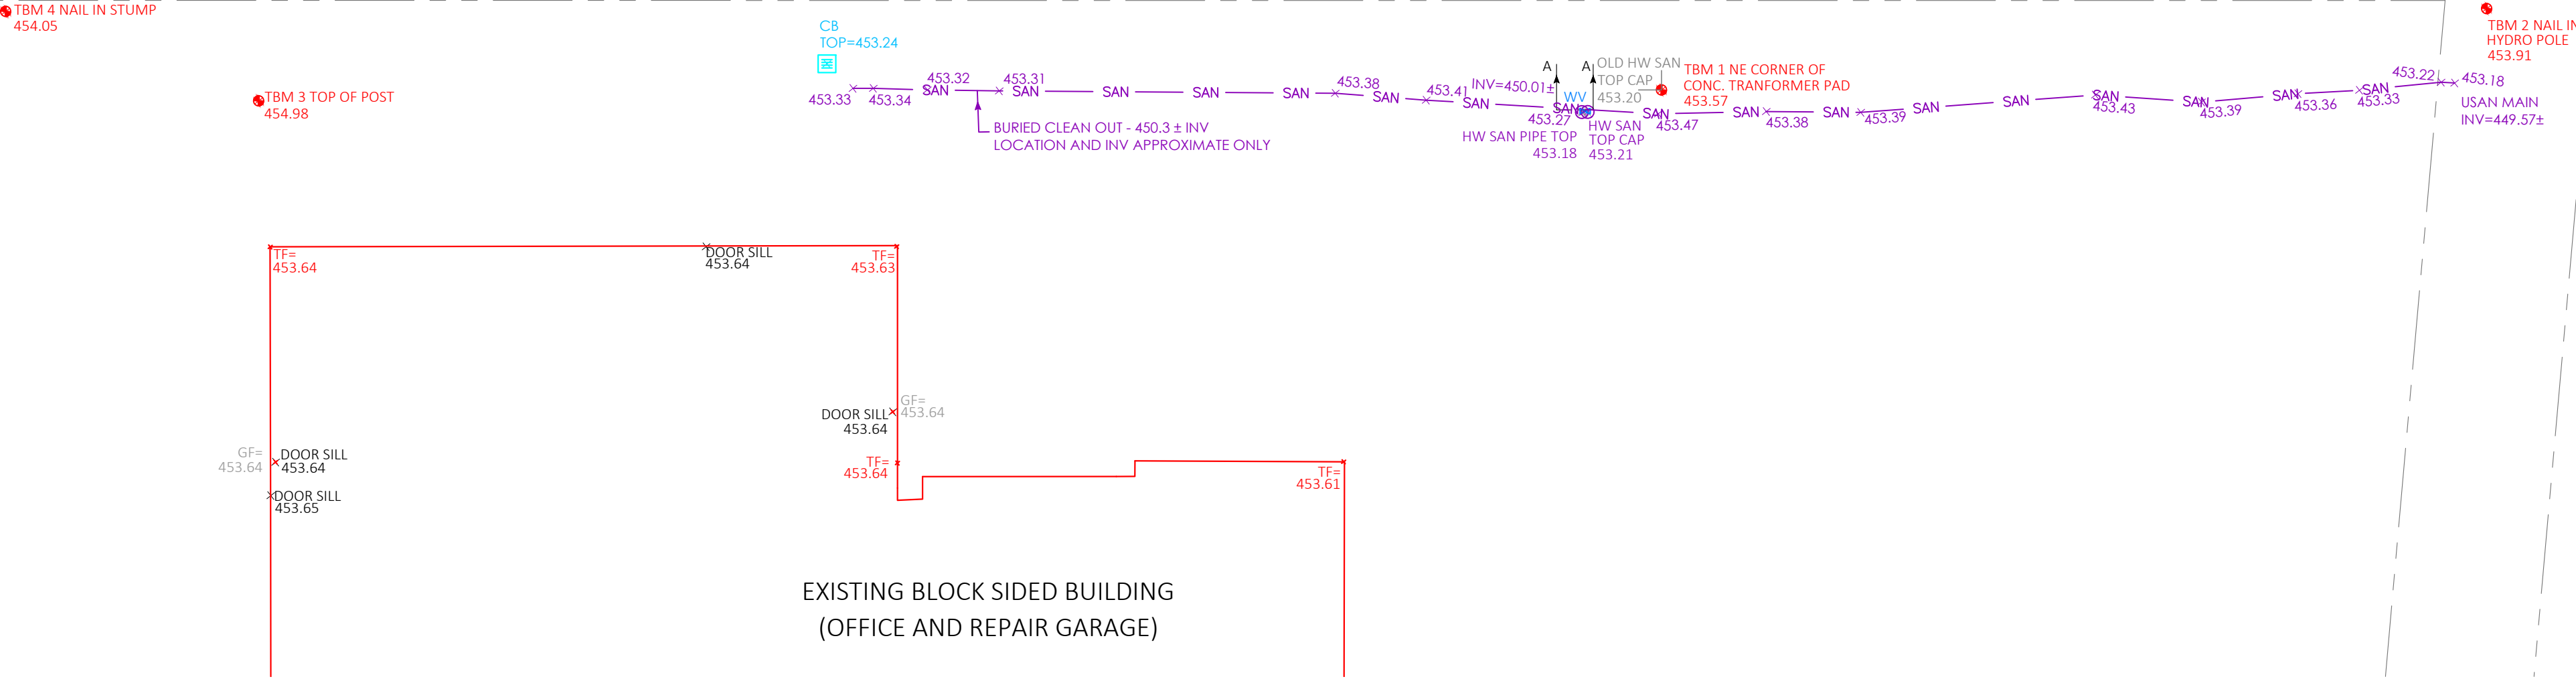 TBM 4 NAIL IN STUMP
454.05
TBM 3 TOP OF POST
454.98
CB
TOP=453.24
453.33
453.34
453.32
SAN
453.31
SAN
SAN
SAN
SAN
453.38
SAN
453.41
SAN
INV=450.01±
BURIED CLEAN OUT - 450.3 ± INV
LOCATION AND INV APPROXIMATE ONLY
A
A
OLD HW SAN
TOP CAP
453.20
WV
SAN
453.27
HW SAN PIPE TOP
453.18
HW SAN
TOP CAP
453.21
TBM 1 NE CORNER OF
CONC. TRANFORMER PAD
453.57
SAN
453.47
SAN
453.38
SAN
453.39
SAN
SAN
SAN
453.43
SAN
453.39
SAN
453.36
SAN
453.33
453.22
453.18
USAN MAIN
INV=449.57±
TBM 2 NAIL IN
HYDRO POLE
453.91
TF=
453.64
DOOR SILL
453.64
TF=
453.63
GF=
453.64
DOOR SILL
453.64
GF=
453.64
DOOR SILL
453.64
DOOR SILL
453.65
TF=
453.64
TF=
453.61
EXISTING BLOCK SIDED BUILDING
(OFFICE AND REPAIR GARAGE)